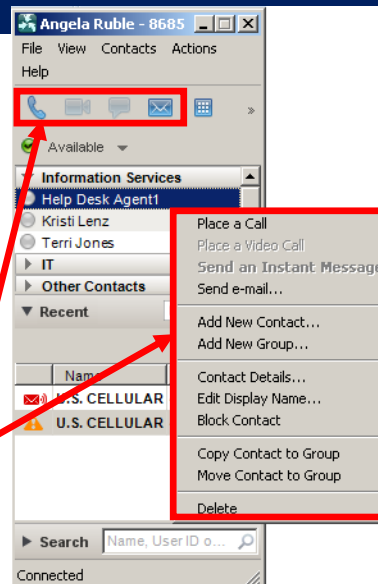 Angela Ruble - 8685
File View Contacts Actions
Help
»
Available
Information Services
Help Desk Agent1
Kristi Lenz
Terri Jones
IT
Other Contacts
Recent
Name
U.S. CELLULAR
U.S. CELLULAR
Place a Call
Place a Video Call
Send an Instant Message
Send e-mail...
Add New Contact...
Add New Group...
Contact Details...
Edit Display Name...
Block Contact
Copy Contact to Group
Move Contact to Group
Delete
Search Name, User ID o...
Connected